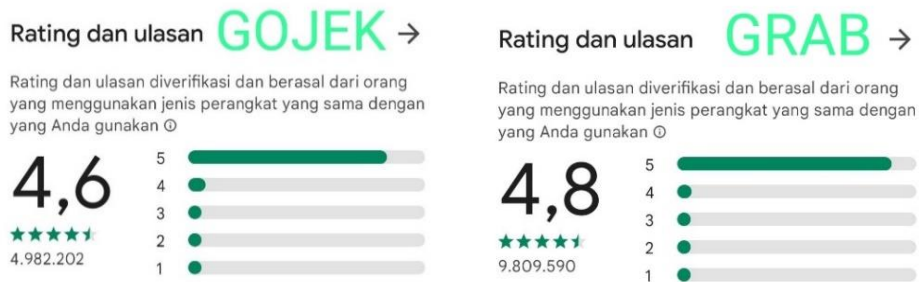 Rating dan ulasan GOJEK →
Rating dan ulasan diverifikasi dan berasal dari orang
yang menggunakan jenis perangkat yang sama dengan
yang Anda gunakan ⓘ
4,6
4.982.202
5
4
3
2
1
Rating dan ulasan GRAB →
Rating dan ulasan diverifikasi dan berasal dari orang
yang menggunakan jenis perangkat yang sama dengan
yang Anda gunakan ⓘ
4,8
9.809.590
5
4
3
2
1